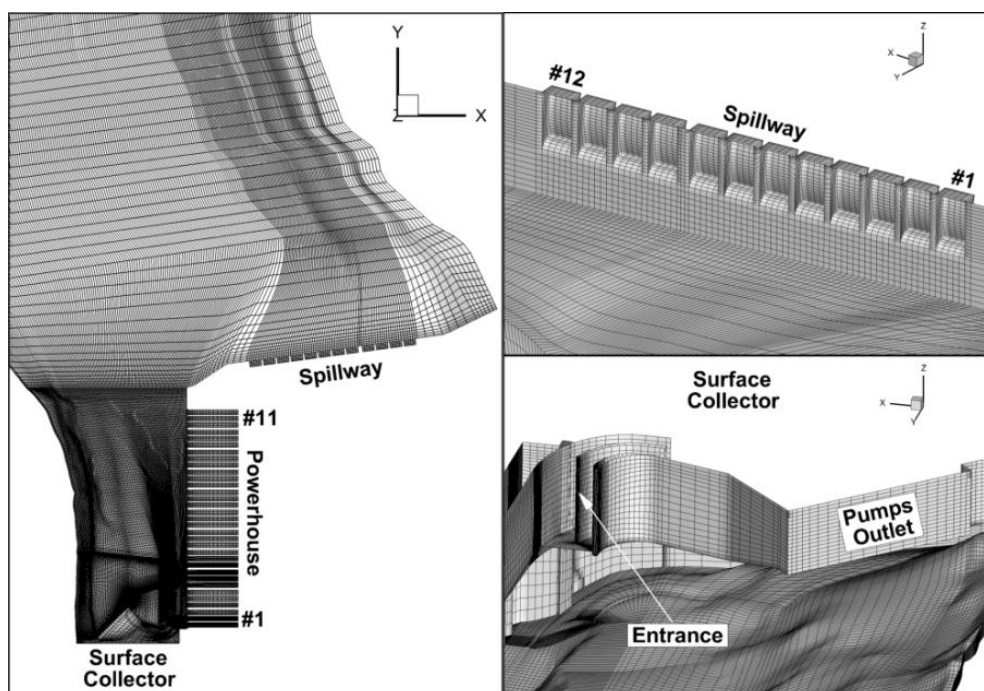 Y
Z
X
Spillway
#11
Powerhouse
#1
Surface
Collector
Z
X
Y
#12
Spillway
#1
Surface
Collector
Z
X
Y
Pumps
Outlet
Entrance